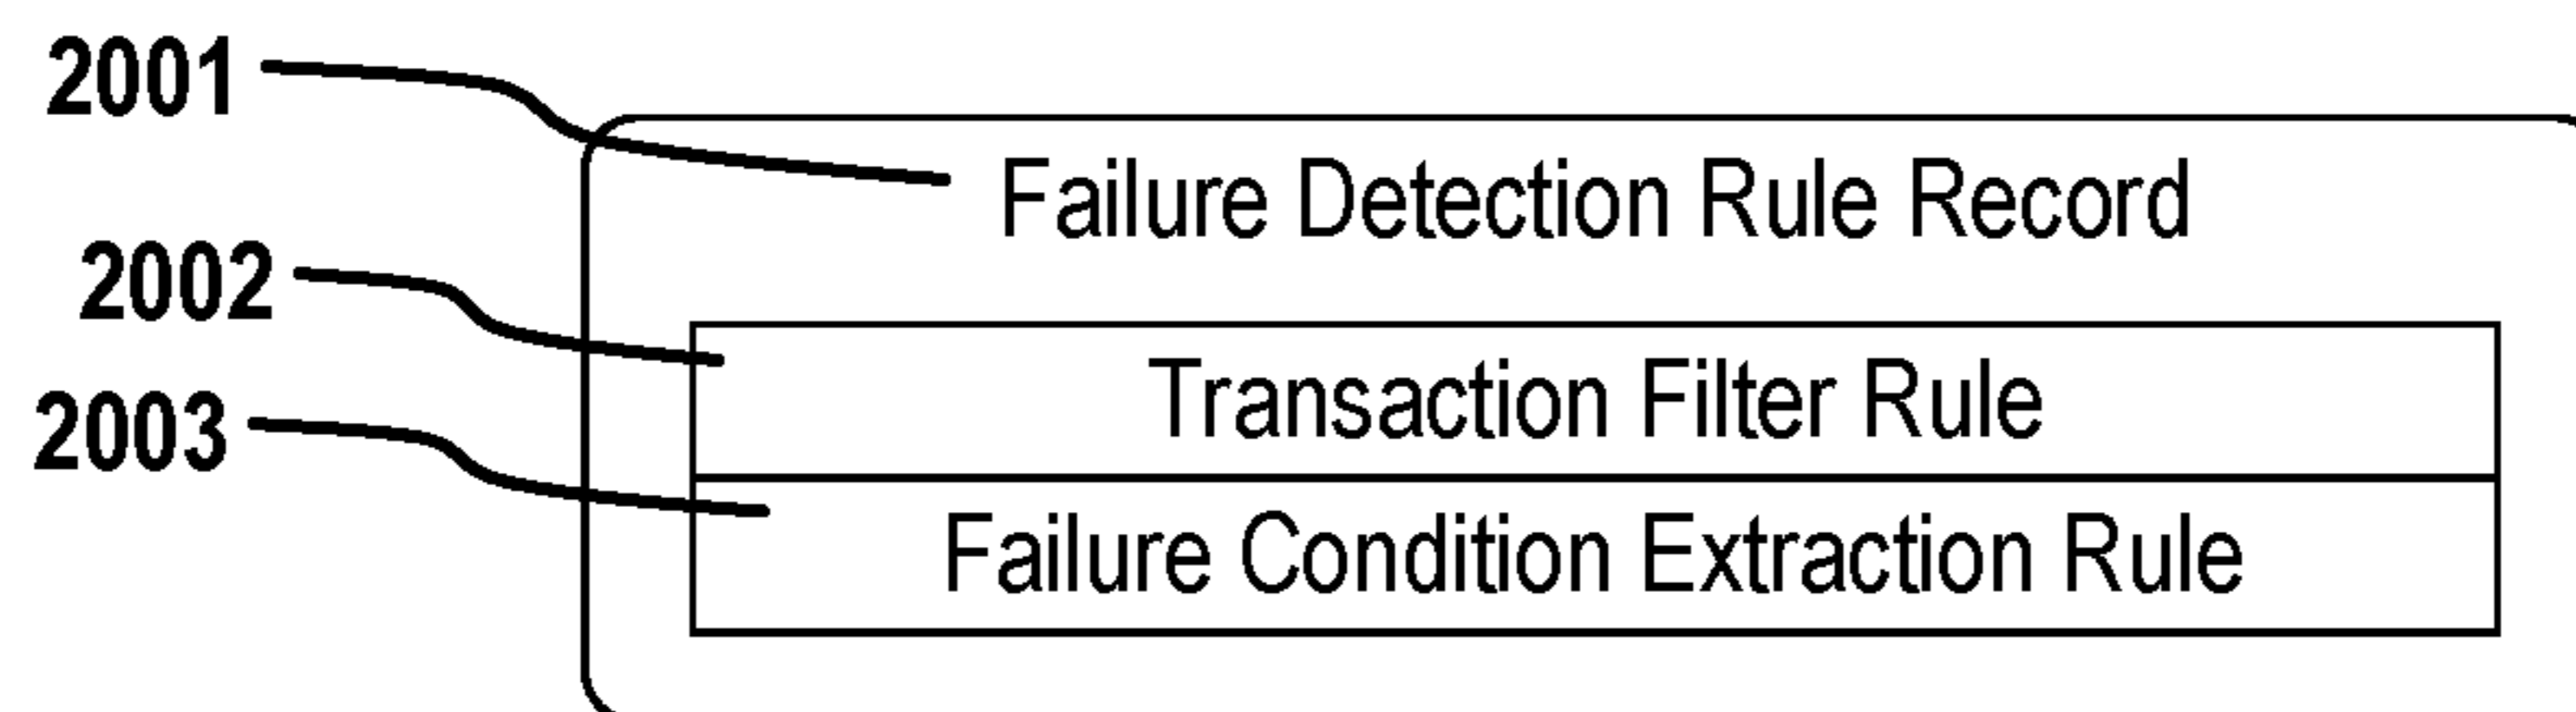 2001
Failure Detection Rule Record
2002
Transaction Filter Rule
2003
Failure Condition Extraction Rule